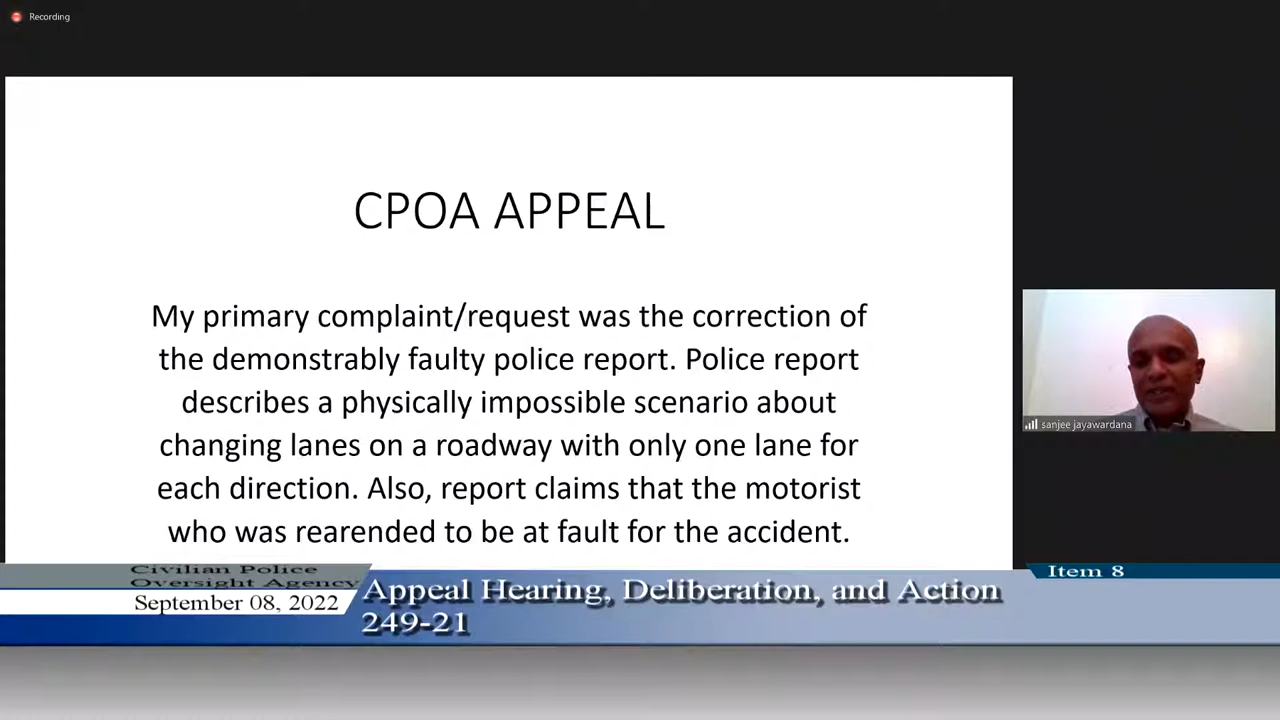 Recording
CPOA APPEAL
My primary complaint/request was the correction of
the demonstrably faulty police report. Police report
describes a physically impossible scenario about
changing lanes on a roadway with only one lane for
each direction. Also, report claims that the motorist
who was rearended to be at fault for the accident.
sanjee jayawardana
Civilian Police
Oversight Agency
September 08, 2022
Appeal Hearing, Deliberation, and Action
249-21
Item 8